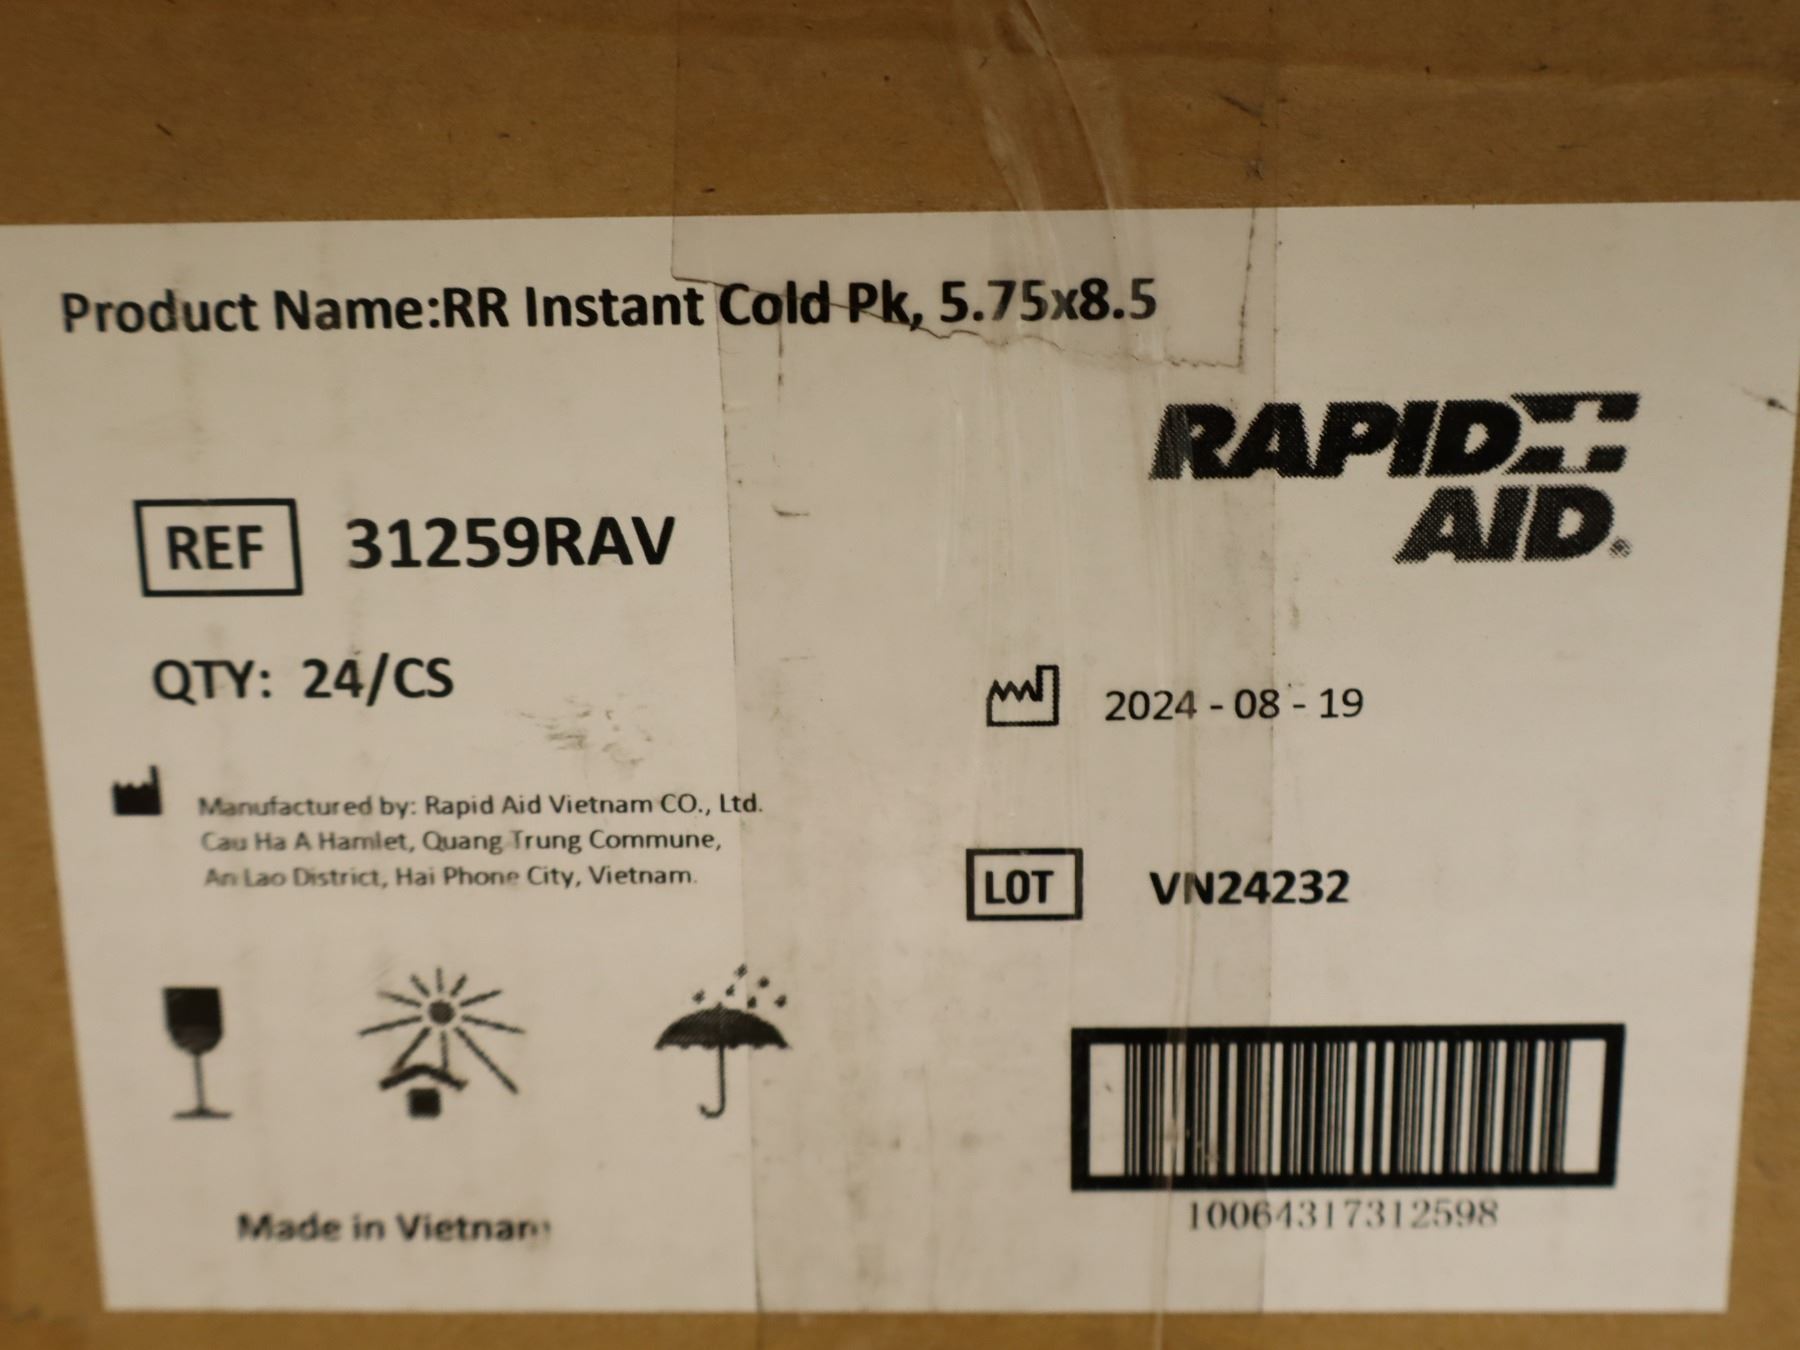 Product Name:RR Instant Cold Pk, 5.75x8.5
RAPID
AID®
REF 31259RAV
QTY: 24/CS
2024 - 08 - 19
Manufactured by: Rapid Aid Vietnam CO., Ltd.
Cau Ha A Hamlet, Quang Trung Commune,
An Lao District, Hai Phone City, Vietnam.
LOT VN24232
10064317312598
Made in Vietnam